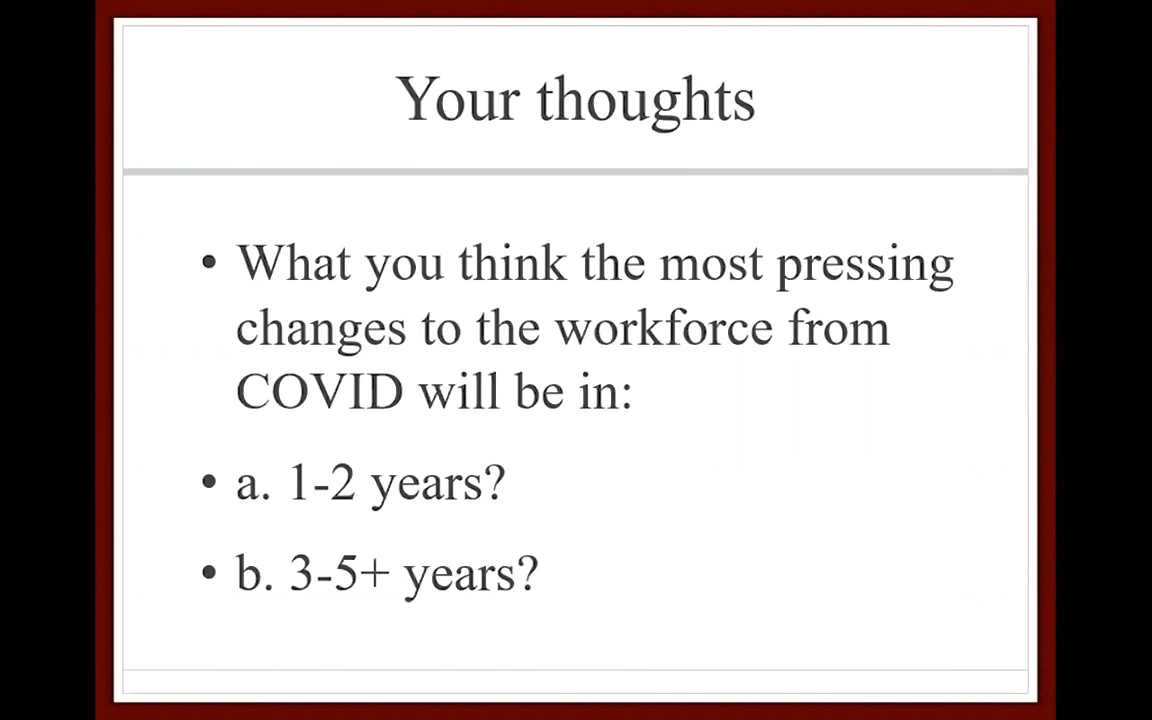 Your thoughts
• What you think the most pressing
changes to the workforce from
COVID will be in:
• a. 1-2 years?
• b. 3-5+ years?